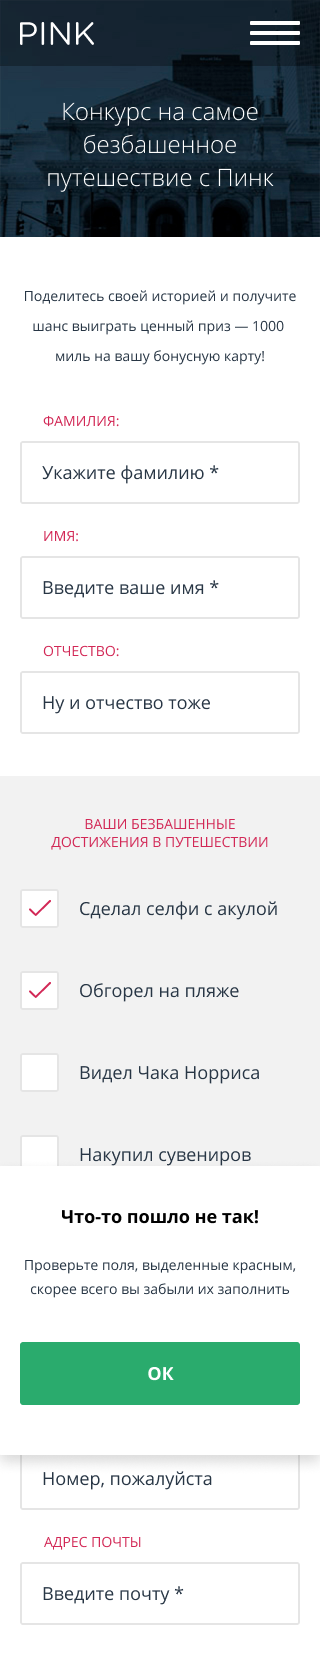 PINK
Конкурс на самое
безбашенное
путешествие с Пинк
Поделитесь своей историей и получите
шанс выиграть ценный приз — 1000
миль на вашу бонусную карту!
ФАМИЛИЯ:
Укажите фамилию *
ИМЯ:
Введите ваше имя *
ОТЧЕСТВО:
Ну и отчество тоже
ВАШИ БЕЗБАШЕННЫЕ
ДОСТИЖЕНИЯ В ПУТЕШЕСТВИИ
Сделал селфи с акулой
Обгорел на пляже
Видел Чака Норриса
Накупил сувениров
Что-то пошло не так!
Проверьте поля, выделенные красным,
скорее всего вы забыли их заполнить
ОК
Номер, пожалуйста
АДРЕС ПОЧТЫ
Введите почту *